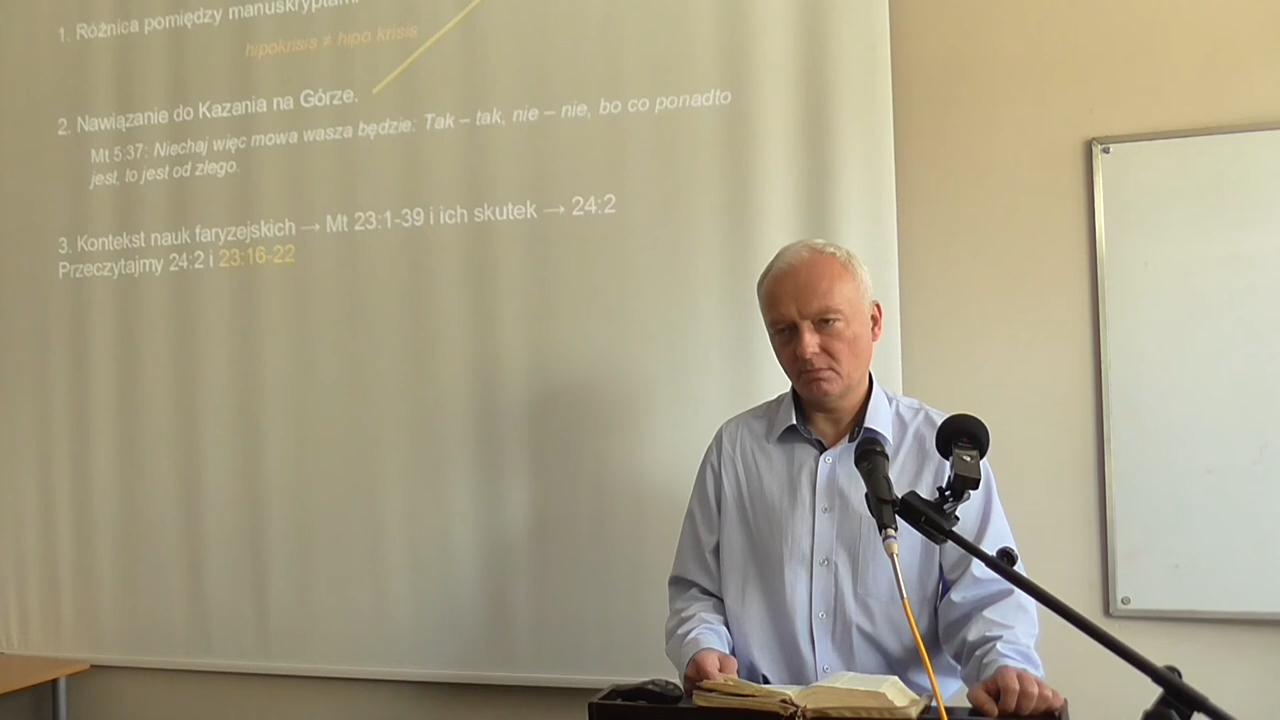 1. Różnica pomiędzy manuskryptami
hipokrisis ≠ hipo krisis
2. Nawiązanie do Kazania na Górze.
Mt 5:37: Niechaj więc mowa wasza będzie: Tak – tak, nie – nie, bo co ponadto
jest, to jest od złego.
3. Kontekst nauk faryzejskich → Mt 23:1-39 i ich skutek → 24:2
Przeczytajmy 24:2 i 23:16-22